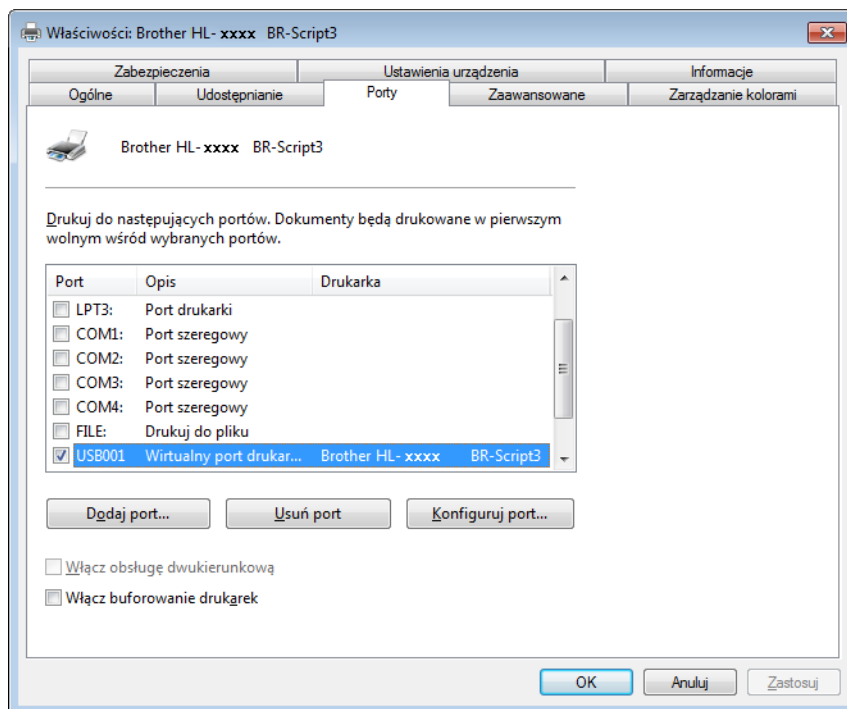 Właściwości: Brother HL- xxxx BR-Script3
Zabezpieczenia Ustawienia urządzenia Informacje
Ogólne Udostępnianie Porty Zaawansowane Zarządzanie kolorami
Brother HL- xxxx BR-Script3
Drukuj do następujących portów. Dokumenty będą drukowane w pierwszym
wolnym wśród wybranych portów.
Port Opis Drukarka
LPT3: Port drukarki
COM1: Port szeregowy
COM2: Port szeregowy
COM3: Port szeregowy
COM4: Port szeregowy
FILE: Drukuj do pliku
USB001 Wirtualny port drukar... Brother HL- xxxx BR-Script3
Dodaj port... Usuń port Konfiguruj port...
Włącz obsługę dwukierunkową
Włącz buforowanie drukarek
OK Anuluj Zastosuj